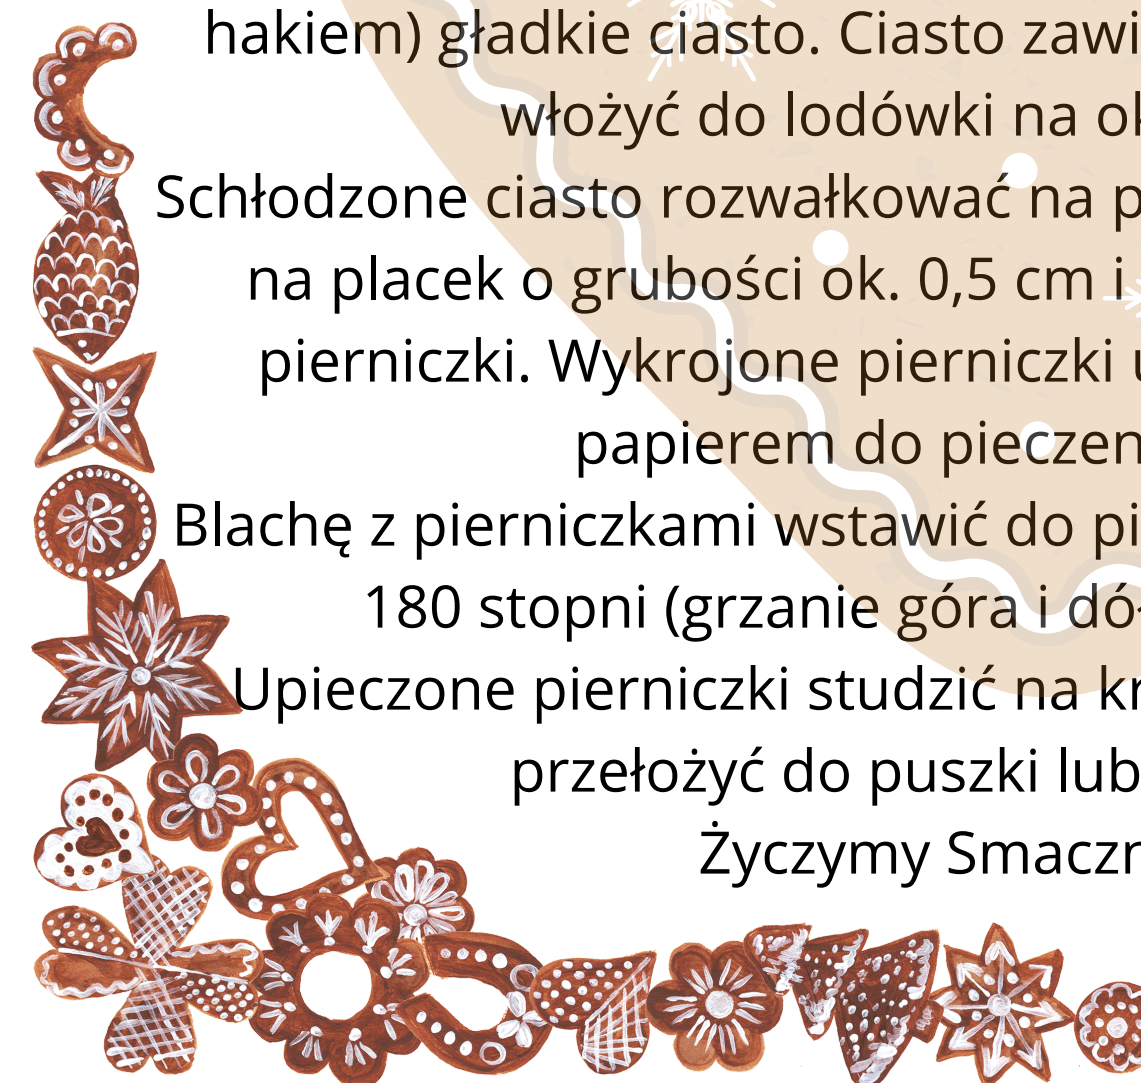 hakiem) gładkie ciasto. Ciasto zawi
włożyć do lodówki na ok
Schłodzone ciasto rozwałkować na p
na placek o grubości ok. 0,5 cm i
pierniczki. Wykrojone pierniczki u
papierem do pieczen
Blachę z pierniczkami wstawić do pi
180 stopni (grzanie góra i dół
Upieczone pierniczki studzić na kr
przełożyć do puszki lub
Życzymy Smaczn